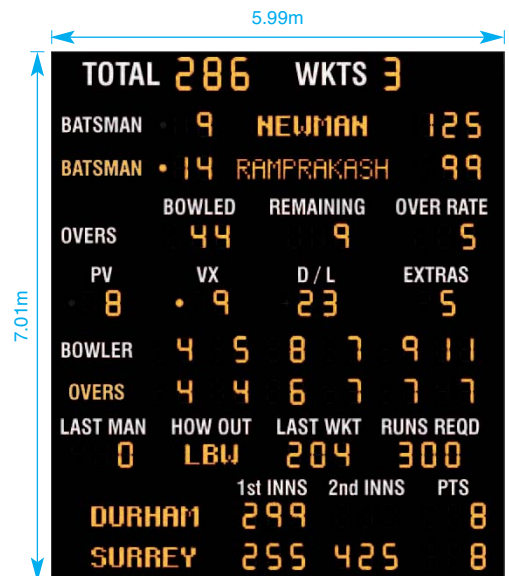 5.99m
7.01m
TOTAL 286 WKTS 3
BATSMAN 9 NEWMAN 125
BATSMAN • 14 RAMPRAKASH 99
BOWLED REMAINING OVER RATE
OVERS 44 9 5
PV VX D / L EXTRAS
8 • 9 23 5
BOWLER 4 5 8 7 9 11
OVERS 4 4 6 7 7 7
LAST MAN HOW OUT LAST WKT RUNS REQD
0 LBW 204 300
1st INNS 2nd INNS PTS
DURHAM 299 8
SURREY 255 425 8